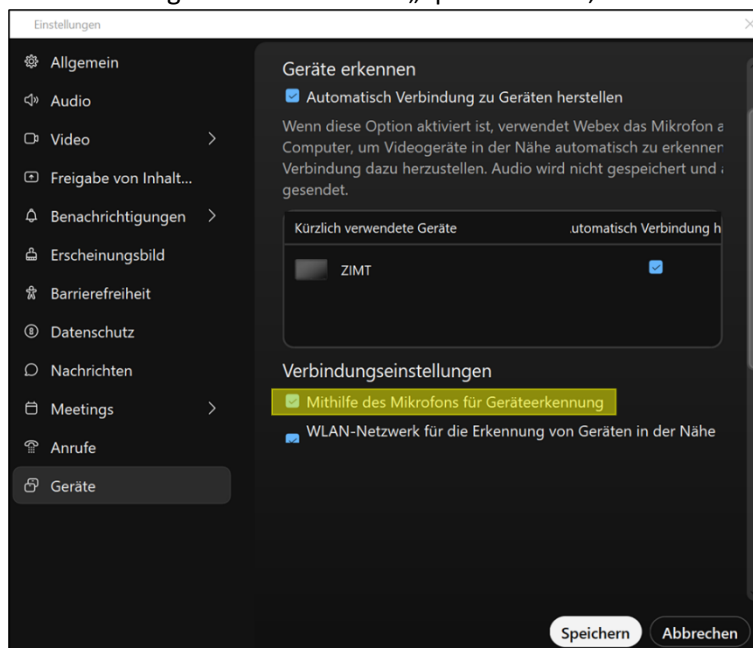 Einstellungen
Allgemein
Audio
Video
Freigabe von Inhalt...
Benachrichtigungen
Erscheinungsbild
Barrierefreiheit
Datenschutz
Nachrichten
Meetings
Anrufe
Geräte
Geräte erkennen
Automatisch Verbindung zu Geräten herstellen
Wenn diese Option aktiviert ist, verwendet Webex das Mikrofon a
Computer, um Videogeräte in der Nähe automatisch zu erkennen
Verbindung dazu herzustellen. Audio wird nicht gespeichert und
gesendet.
Kürzlich verwendete Geräte utomatisch Verbindung h
ZIMT
Verbindungseinstellungen
Mithilfe des Mikrofons für Geräteerkennung
WLAN-Netzwerk für die Erkennung von Geräten in der Nähe
Speichern Abbrechen